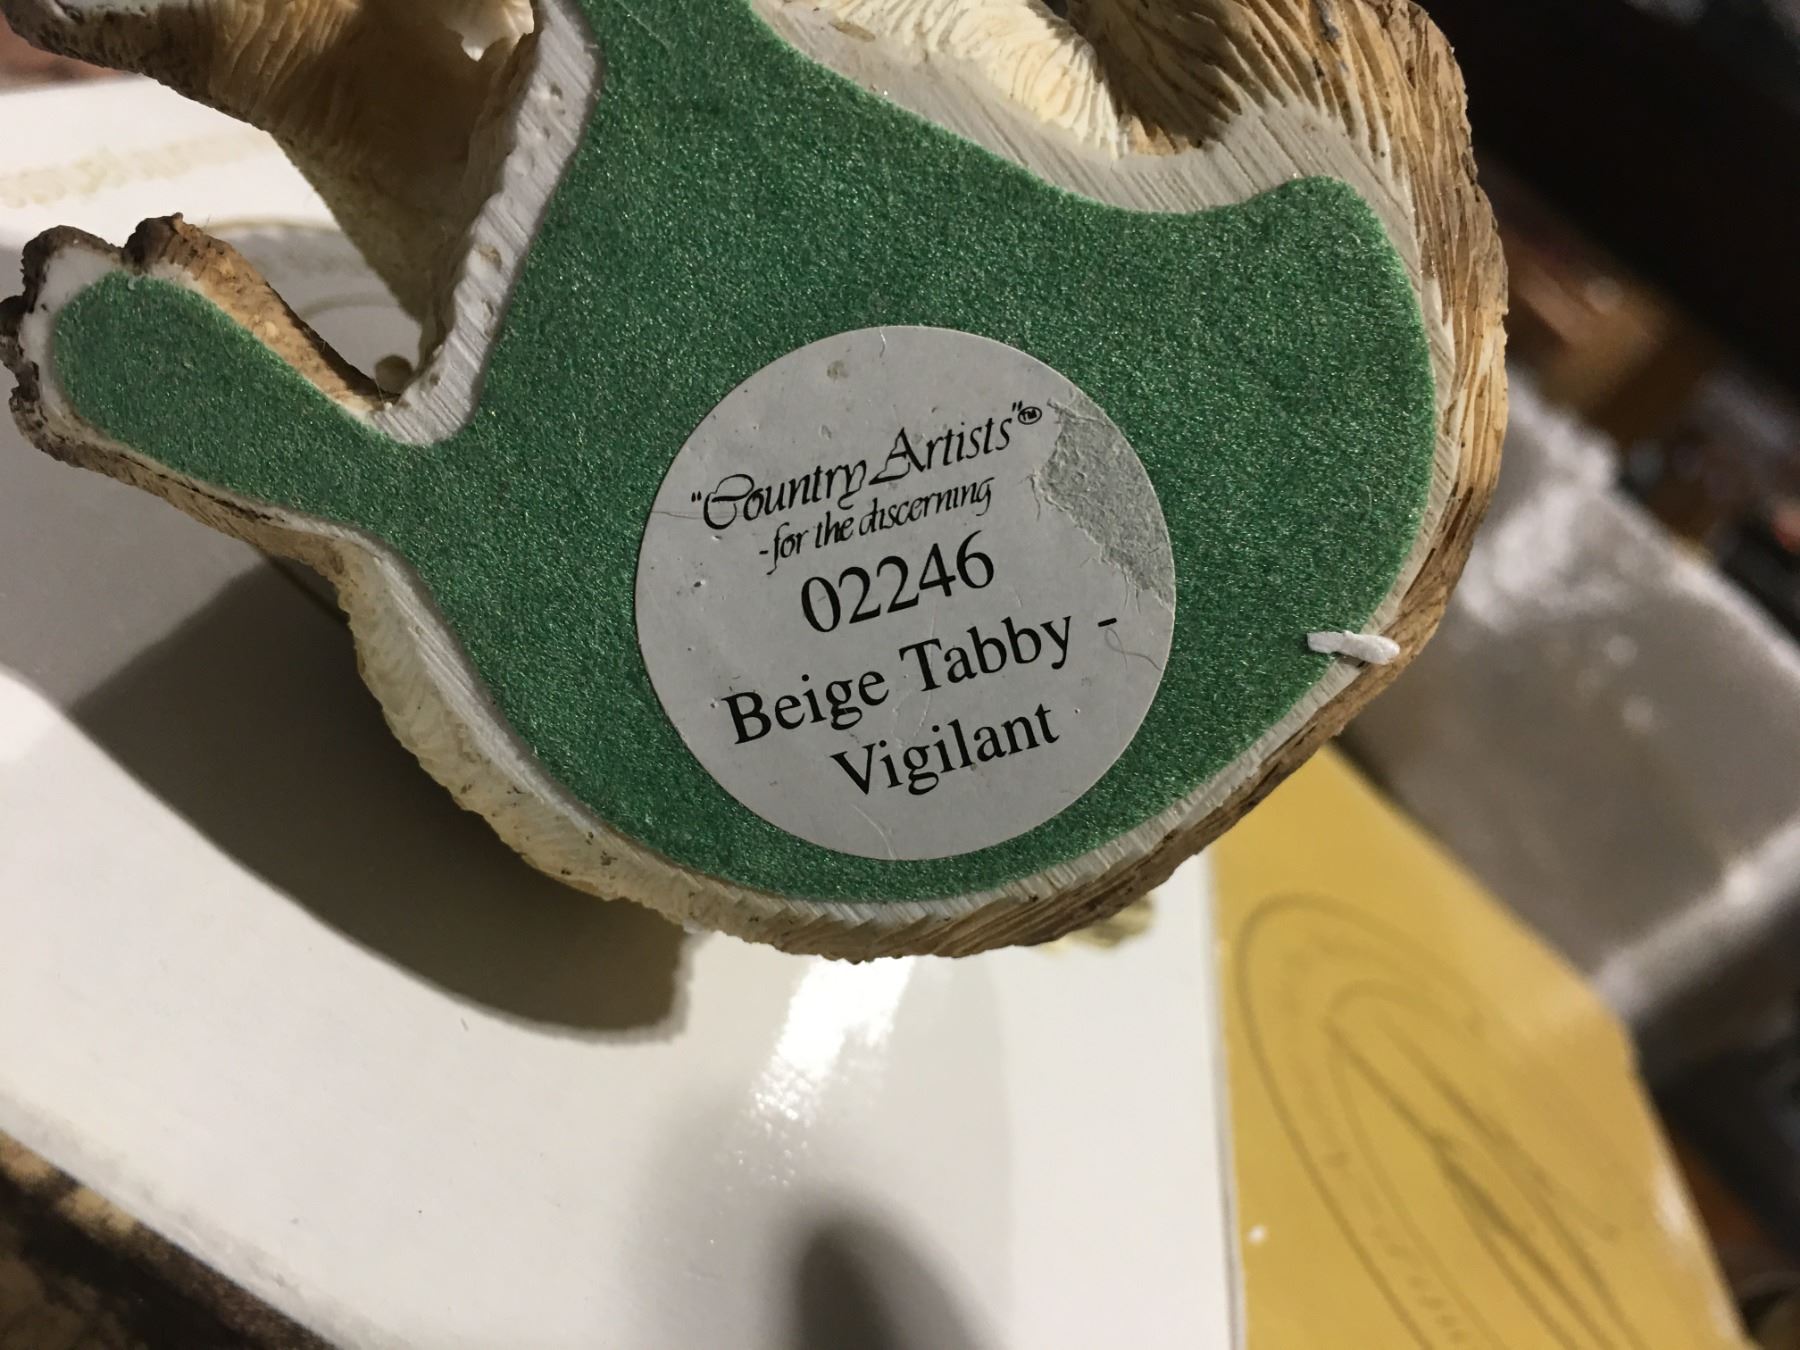 "Country Artists"™
-for the discerning
02246
Beige Tabby -
Vigilant